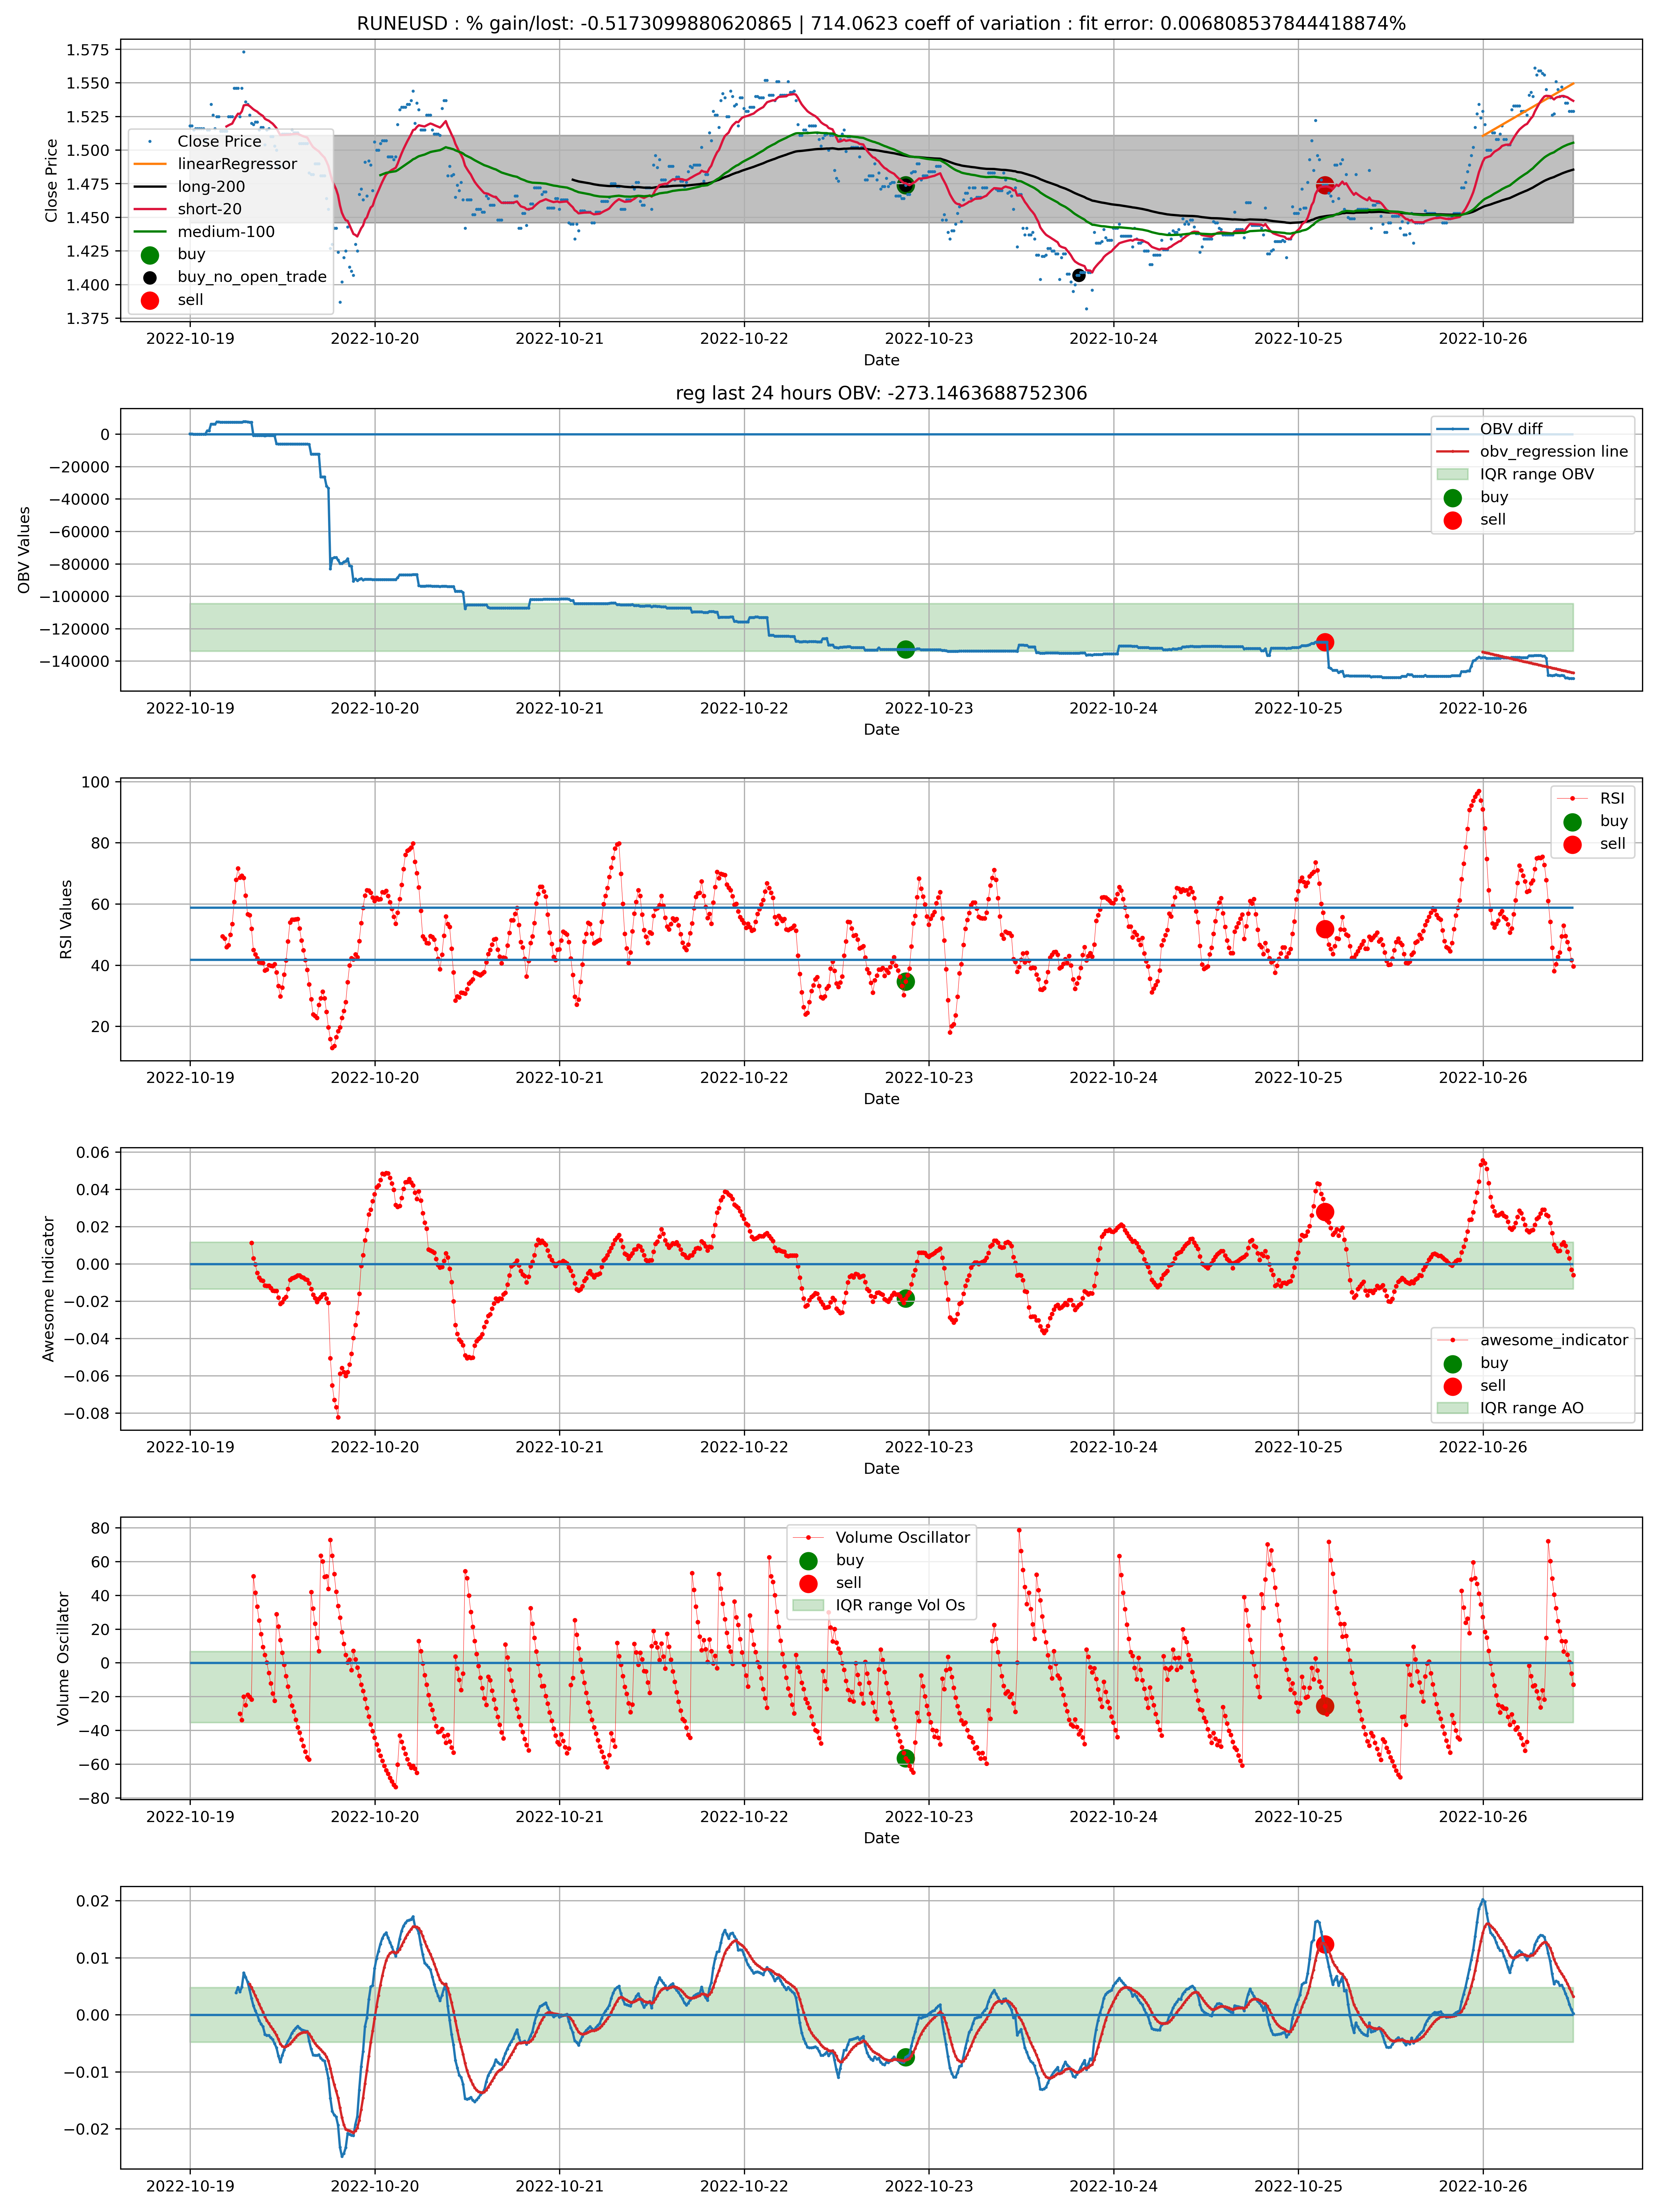 RUNEUSD : % gain/lost: -0.5173099880620865 | 714.0623 coeff of variation : fit error: 0.006808537844418874%
Close Price
1.575
1.550
1.525
1.500
1.475
1.450
1.425
1.400
1.375
Close Price
linearRegressor
long-200
short-20
medium-100
buy
buy_no_open_trade
sell
2022-10-19 2022-10-20 2022-10-21 2022-10-22 2022-10-23 2022-10-24 2022-10-25 2022-10-26
Date
reg last 24 hours OBV: -273.1463688752306
OBV Values
0
−20000
−40000
−60000
−80000
−100000
−120000
−140000
OBV diff
obv_regression line
IQR range OBV
buy
sell
2022-10-19 2022-10-20 2022-10-21 2022-10-22 2022-10-23 2022-10-24 2022-10-25 2022-10-26
Date
RSI Values
100
80
60
40
20
RSI
buy
sell
2022-10-19 2022-10-20 2022-10-21 2022-10-22 2022-10-23 2022-10-24 2022-10-25 2022-10-26
Date
Awesome Indicator
0.06
0.04
0.02
0.00
−0.02
−0.04
−0.06
−0.08
awesome_indicator
buy
sell
IQR range AO
2022-10-19 2022-10-20 2022-10-21 2022-10-22 2022-10-23 2022-10-24 2022-10-25 2022-10-26
Date
Volume Oscillator
80
60
40
20
0
−20
−40
−60
−80
Volume Oscillator
buy
sell
IQR range Vol Os
2022-10-19 2022-10-20 2022-10-21 2022-10-22 2022-10-23 2022-10-24 2022-10-25 2022-10-26
Date
0.02
0.01
0.00
−0.01
−0.02
2022-10-19 2022-10-20 2022-10-21 2022-10-22 2022-10-23 2022-10-24 2022-10-25 2022-10-26